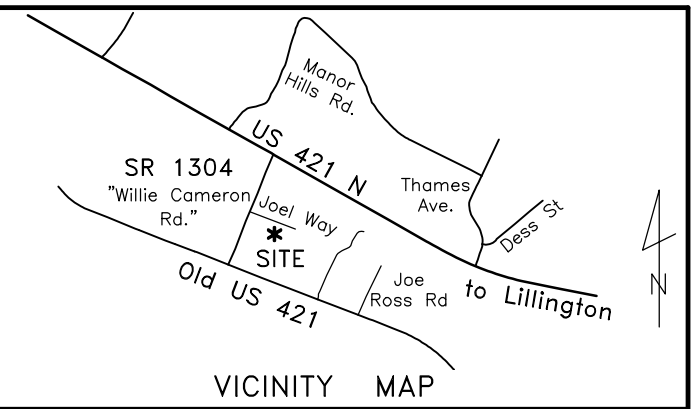 Manor
Hills Rd.
US 421 N
SR 1304
"Willie Cameron
Rd."
Thames
Ave.
Joel Way
Dess St
*
SITE
Old US 421
Joe
Ross Rd
to Lillington
N
VICINITY MAP